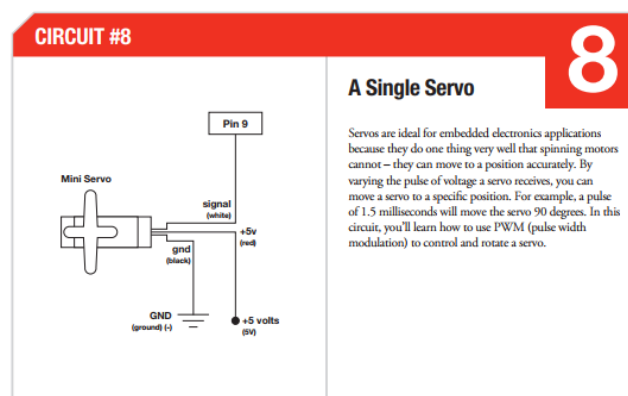 CIRCUIT #8
8
A Single Servo
Servos are ideal for embedded electronics applications
because they do one thing very well that spinning motors
cannot – they can move to a position accurately. By
varying the pulse of voltage a servo receives, you can
move a servo to a specific position. For example, a pulse
of 1.5 milliseconds will move the servo 90 degrees. In this
circuit, you'll learn how to use PWM (pulse width
modulation) to control and rotate a servo.
Pin 9
Mini Servo
signal
(white)
+5v
(red)
gnd
(black)
GND
(ground) (-)
+5 volts
(5V)